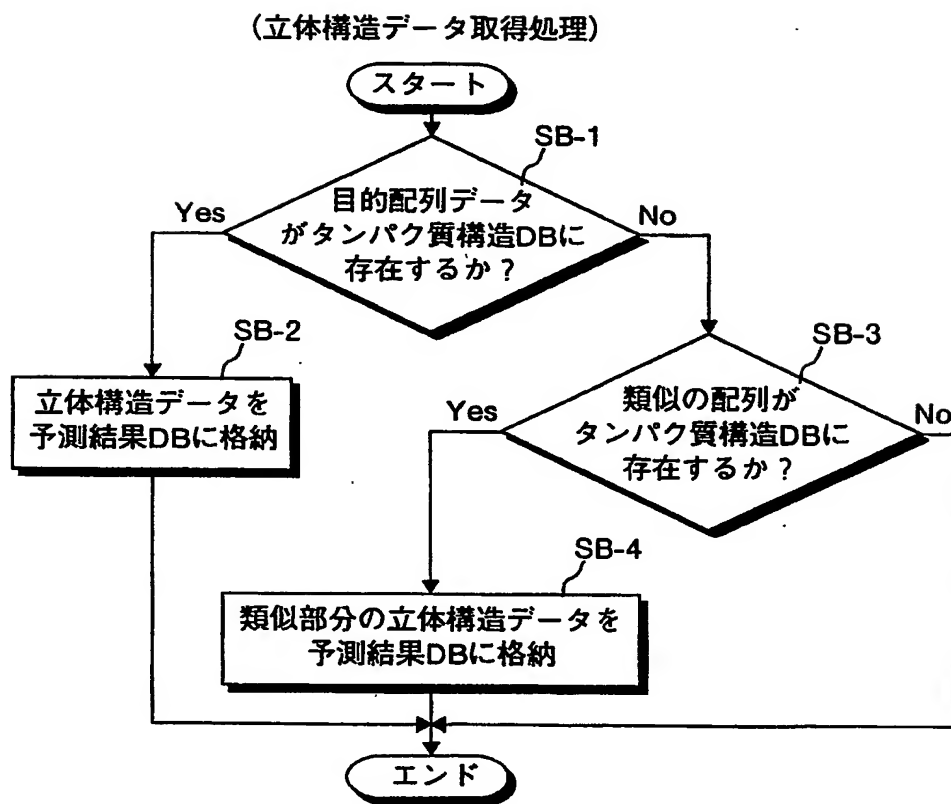 (立体構造データ取得処理)
スタート
SB-1
目的配列データ
がタンパク質構造DBに
存在するか?
Yes
No
SB-2
立体構造データを
予測結果DBに格納
SB-3
類似の配列が
タンパク質構造DBに
存在するか?
Yes
No
SB-4
類似部分の立体構造データを
予測結果DBに格納
エンド